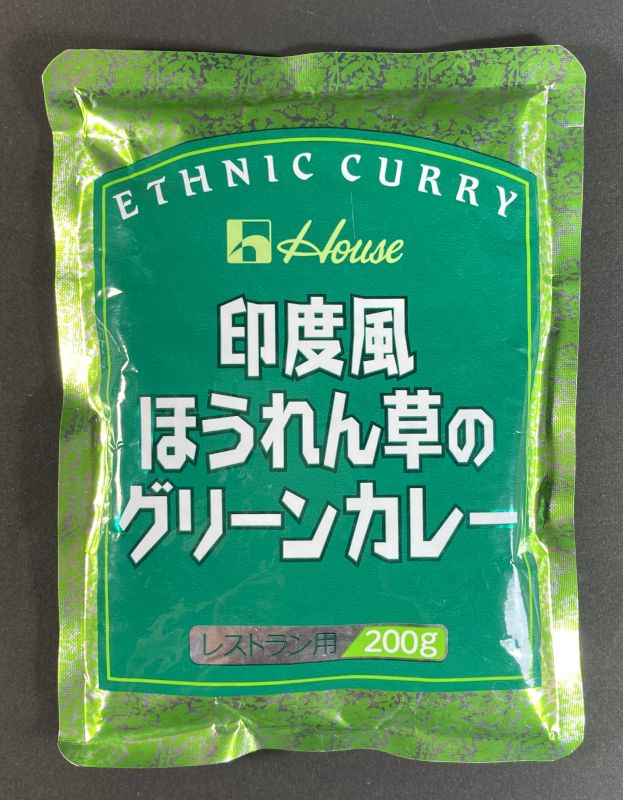 ETHNIC CURRY
House
印度風
ほうれん草の
グリーンカレー
レストラン用 200g